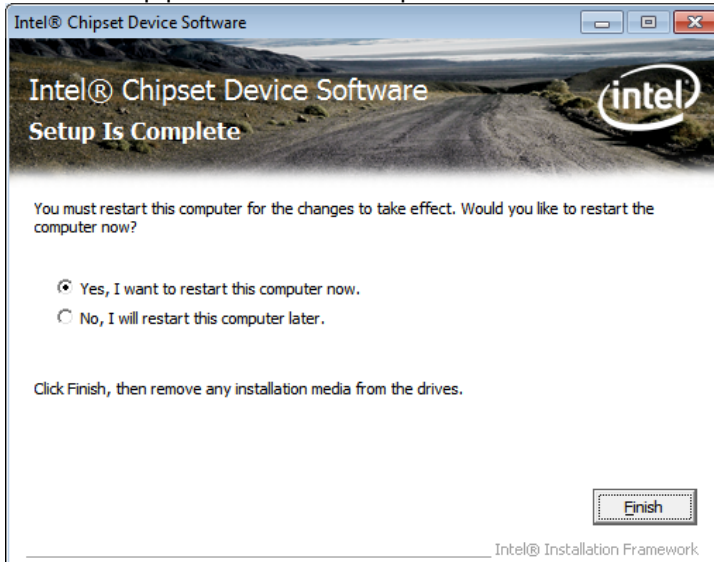 Intel® Chipset Device Software
Intel® Chipset Device Software
intel
Setup Is Complete
You must restart this computer for the changes to take effect. Would you like to restart the
computer now?
Yes, I want to restart this computer now.
No, I will restart this computer later.
Click Finish, then remove any installation media from the drives.
Finish
Intel® Installation Framework